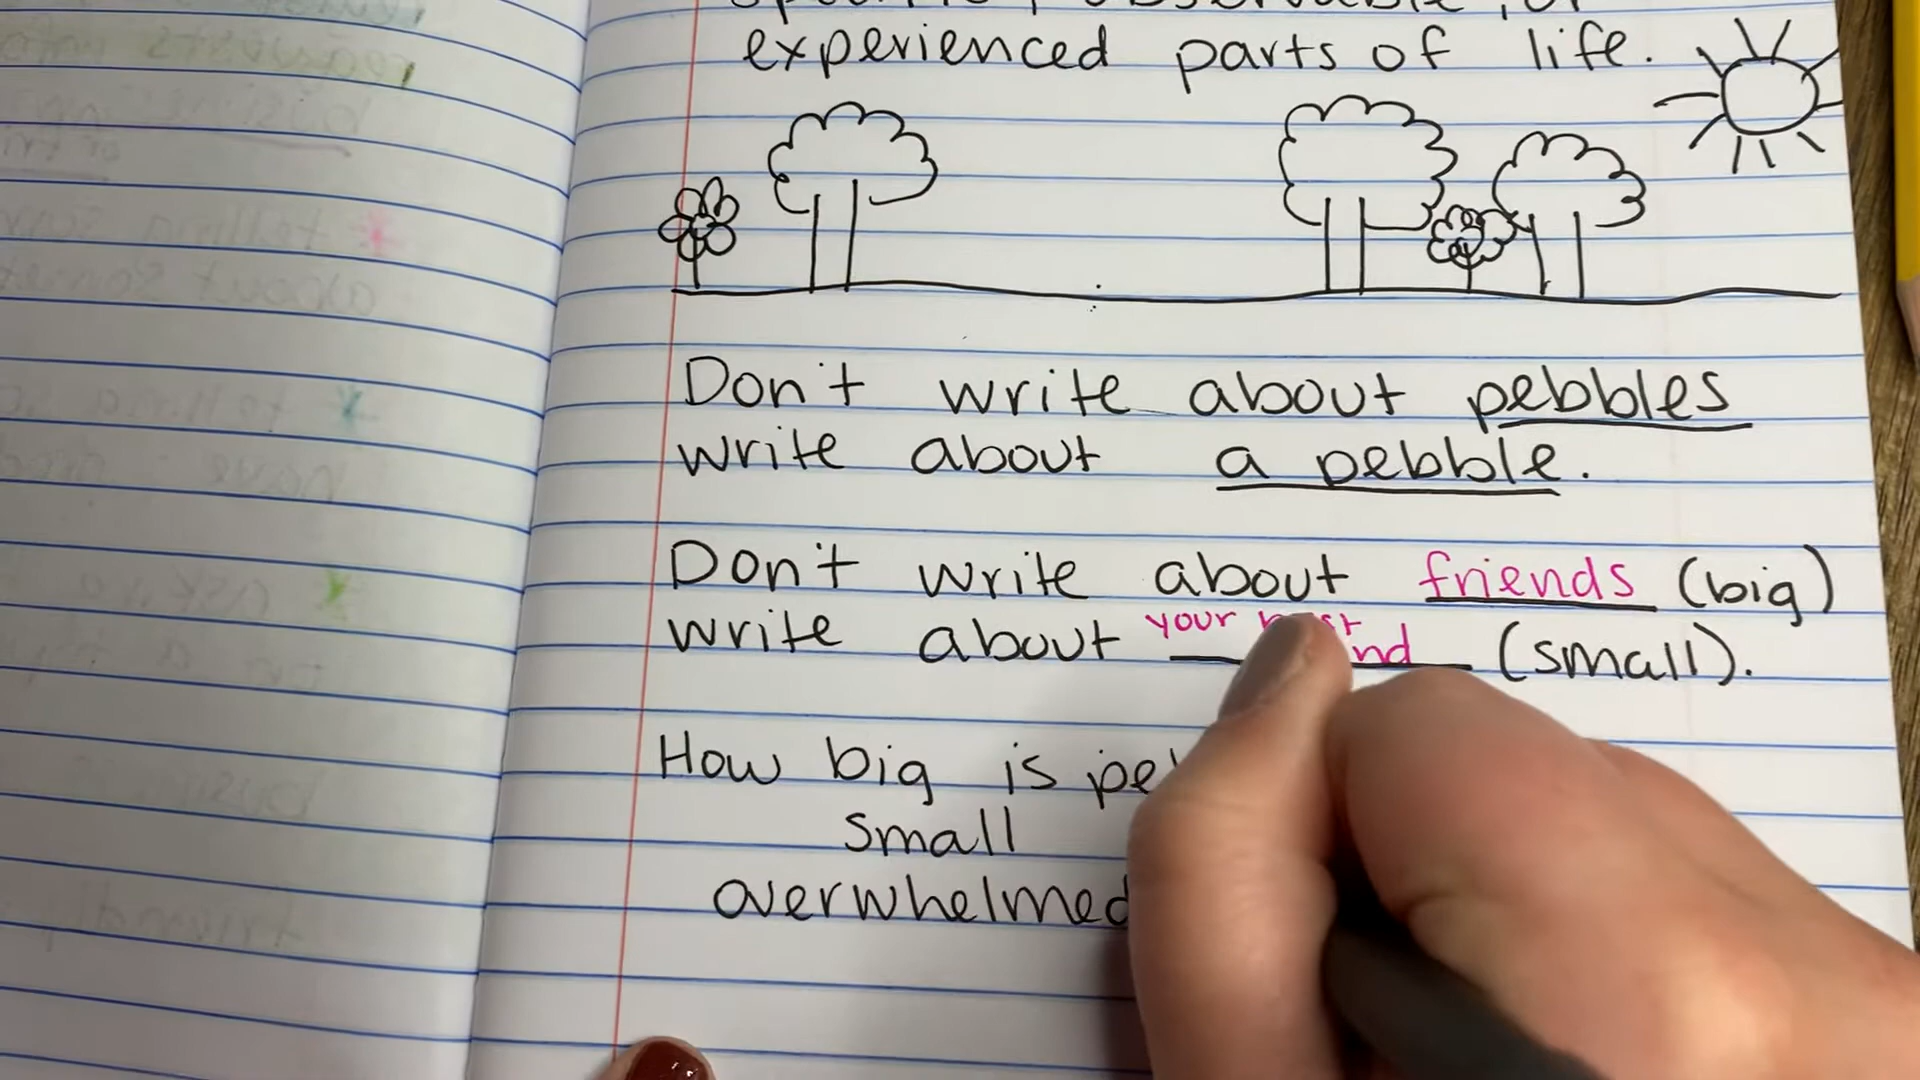 experienced parts of life.
Don't write about pebbles
write about a pebble.
Don't write about friends (big)
write about your (small).
How big is
small
overwhelmed